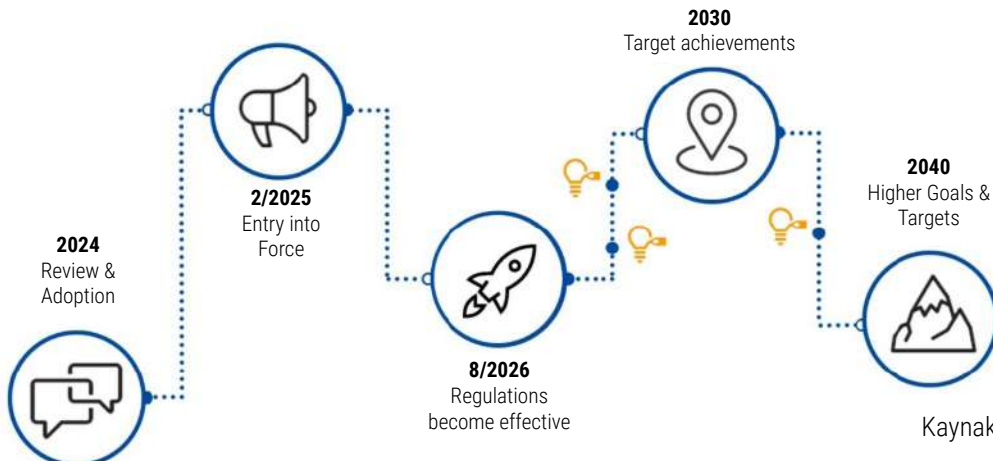 2024
Review &
Adoption
2/2025
Entry into
Force
8/2026
Regulations
become effective
2030
Target achievements
2040
Higher Goals &
Targets
Kaynak